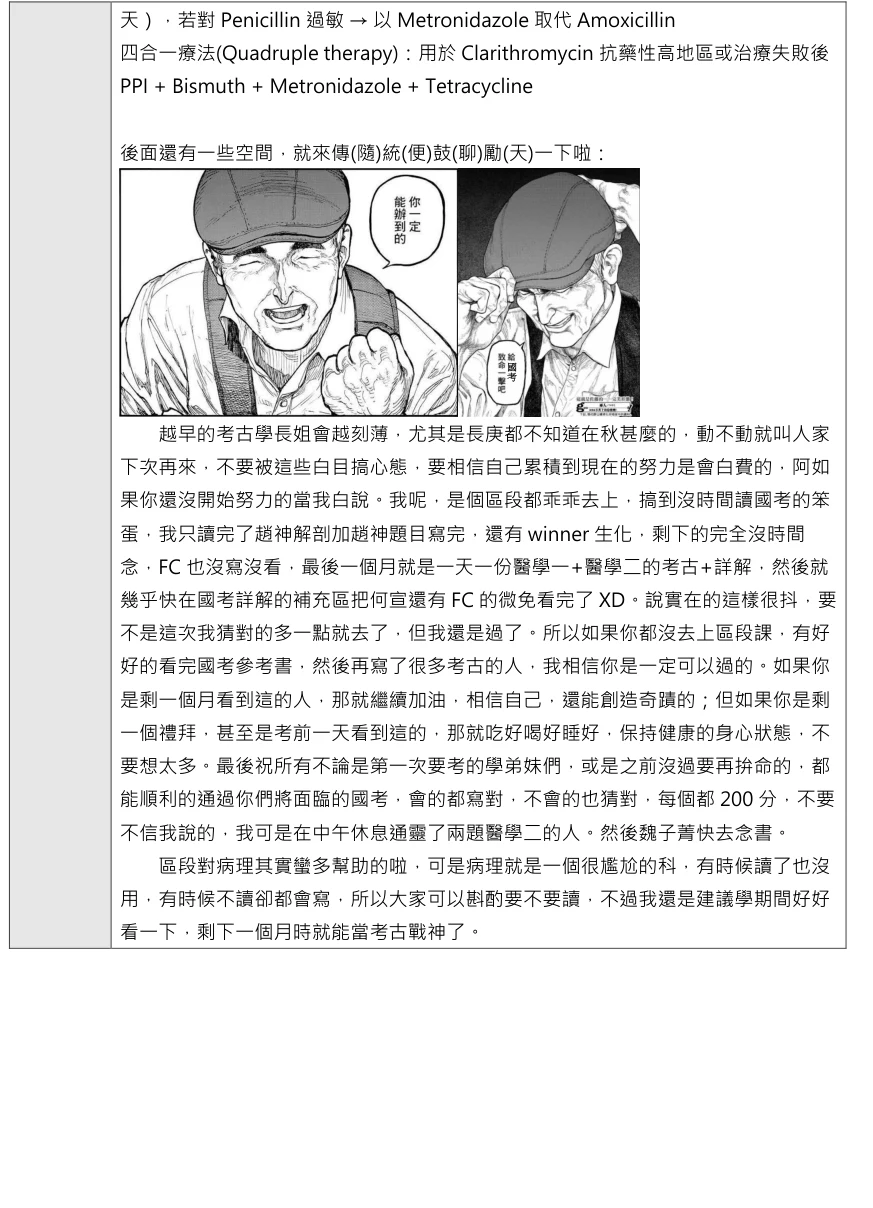 天），若對 Penicillin 過敏 → 以 Metronidazole 取代 Amoxicillin
四合一療法(Quadruple therapy)：用於 Clarithromycin 抗藥性高地區或治療失敗後
PPI + Bismuth + Metronidazole + Tetracycline
後面還有一些空間，就來傳(隨)統(便)鼓(聊)勵(天)一下啦：
你一定
能辦到的
給國考
致命一擊吧
越早的考古學長姐會越刻薄，尤其是長庚都不知道在秋甚麼的，動不動就叫人家
下次再來，不要被這些白目搞心態，要相信自己累積到現在的努力是會白費的，阿如
果你還沒開始努力的當我白說。我呢，是個區段都乖乖去上，搞到沒時間讀國考的笨
蛋，我只讀完了趙神解剖加趙神題目寫完，還有 winner 生化，剩下的完全沒時間
念，FC 也沒寫沒看，最後一個月就是一天一份醫學一+醫學二的考古+詳解，然後就
幾乎快在國考詳解的補充區把何宣還有 FC 的微免看完了 XD。說實在的這樣很抖，要
不是這次我猜對的多一點就去了，但我還是過了。所以如果你都沒去上區段課，有好
好的看完國考參考書，然後再寫了很多考古的人，我相信你是一定可以過的。如果你
是剩一個月看到這的人，那就繼續加油，相信自己，還能創造奇蹟的；但如果你是剩
一個禮拜，甚至是考前一天看到這的，那就吃好喝好睡好，保持健康的身心狀態，不
要想太多。最後祝所有不論是第一次要考的學弟妹們，或是之前沒過要再拚命的，都
能順利的通過你們將面臨的國考，會的都寫對，不會的也猜對，每個都 200 分，不要
不信我說的，我可是在中午休息通靈了兩題醫學二的人。然後魏子菁快去念書。
區段對病理其實蠻多幫助的啦，可是病理就是一個很尷尬的科，有時候讀了也沒
用，有時候不讀卻都會寫，所以大家可以斟酌要不要讀，不過我還是建議學期間好好
看一下，剩下一個月時就能當考古戰神了。